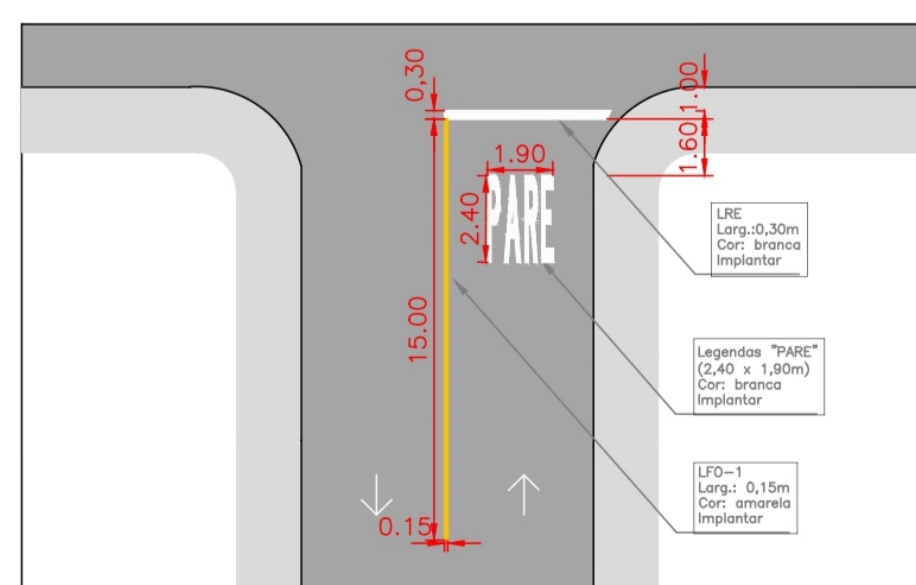 0,30
1.00
1.60
1.90
2.40
PARE
15.00
0.15
LRE
Larg.:0,30m
Cor: branca
Implantar
Legendas "PARE"
(2,40 x 1,90m)
Cor: branca
Implantar
LFO-1
Larg.: 0,15m
Cor: amarela
Implantar